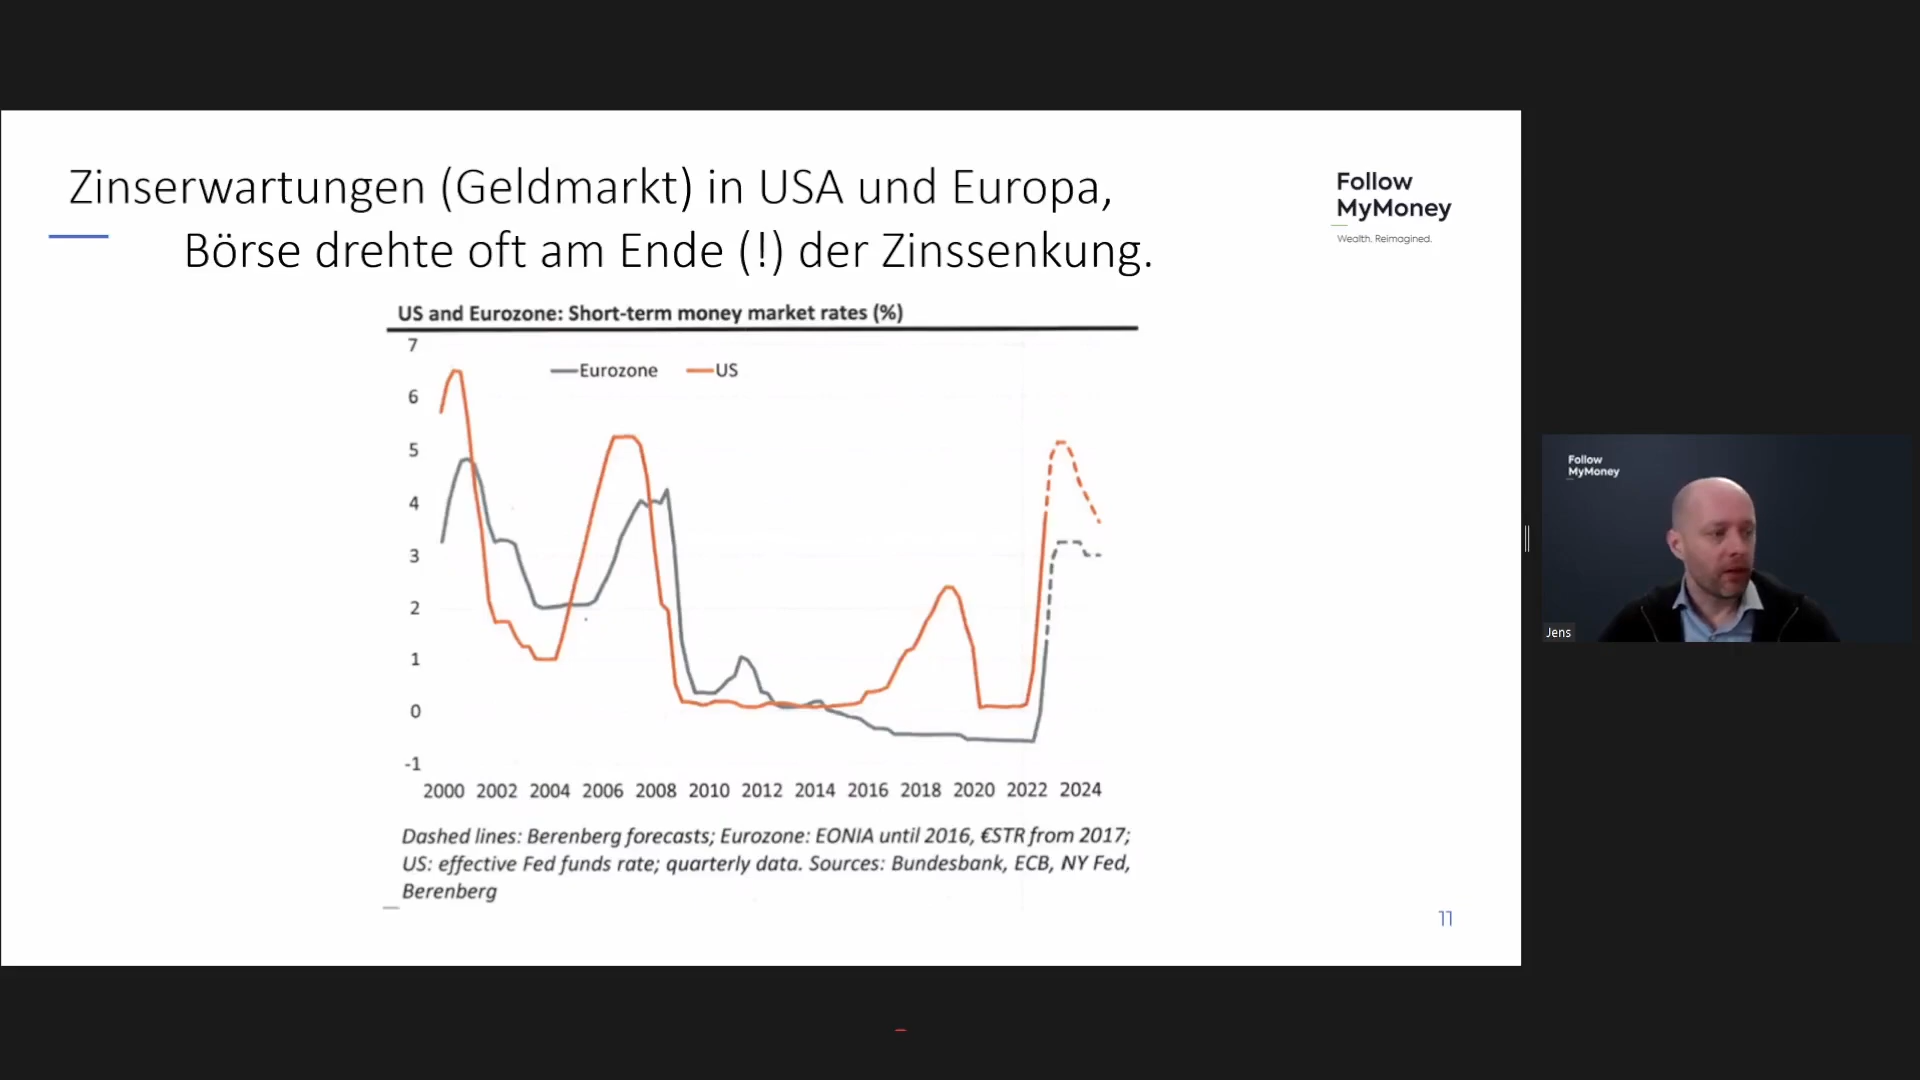 Zinserwartungen (Geldmarkt) in USA und Europa,
Börse drehte oft am Ende (!) der Zinssenkung.
Follow
MyMoney
Wealth. Reimagined.
US and Eurozone: Short-term money market rates (%)
7
Eurozone US
6
5
4
3
2
1
0
-1
2000 2002 2004 2006 2008 2010 2012 2014 2016 2018 2020 2022 2024
Dashed lines: Berenberg forecasts; Eurozone: EONIA until 2016, €STR from 2017;
US: effective Fed funds rate; quarterly data. Sources: Bundesbank, ECB, NY Fed,
Berenberg
11
Follow
MyMoney
Jens